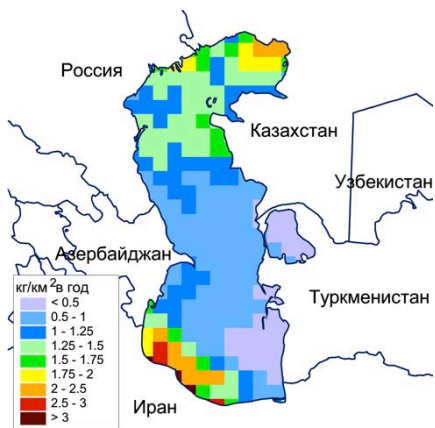 Россия
Казахстан
Узбекистан
Азербайджан
кг/км²в год
< 0.5
0.5 - 1
1 - 1.25
1.25 - 1.5
1.5 - 1.75
1.75 - 2
2 - 2.5
2.5 - 3
> 3
Туркменистан
Иран